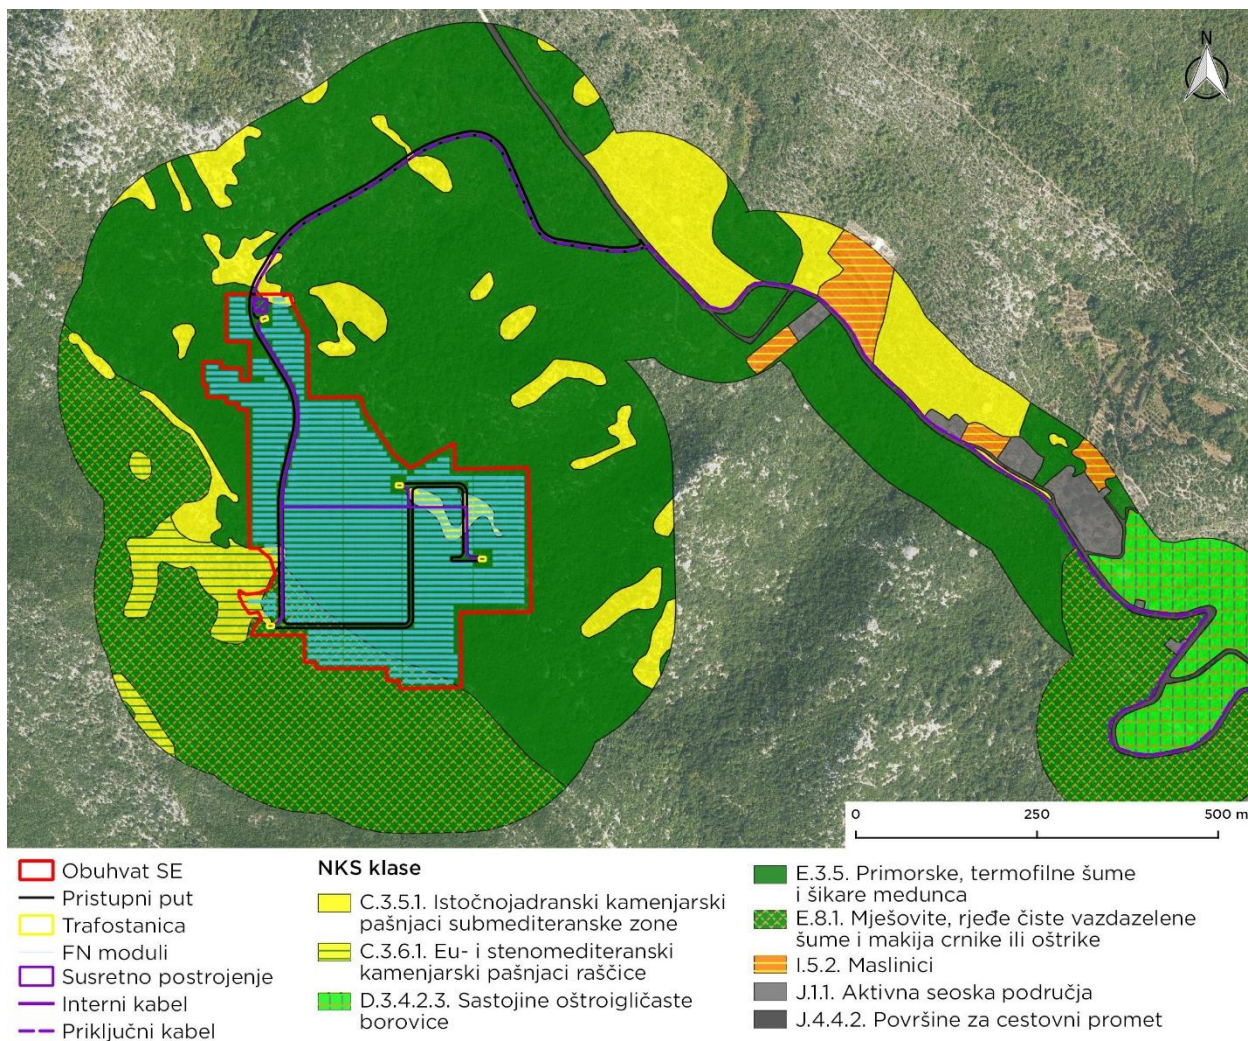 N
0 250 500 m
Obuhvat SE
Pristupni put
Trafostanica
FN moduli
Susretno postrojenje
Interni kabel
Priključni kabel
NKS klase
C.3.5.1. Istočnojadranski kamenjarski
pašnjaci submediteranske zone
C.3.6.1. Eu- i stenomediteranski
kamenjarski pašnjaci raščice
D.3.4.2.3. Sastojine oštroigličaste
borovice
E.3.5. Primorske, termofilne šume
i šikare medunca
E.8.1. Mješovite, rjeđe čiste vazdazelene
šume i makija crnike ili oštrike
I.5.2. Maslinici
J.1.1. Aktivna seoska područja
J.4.4.2. Površine za cestovni promet